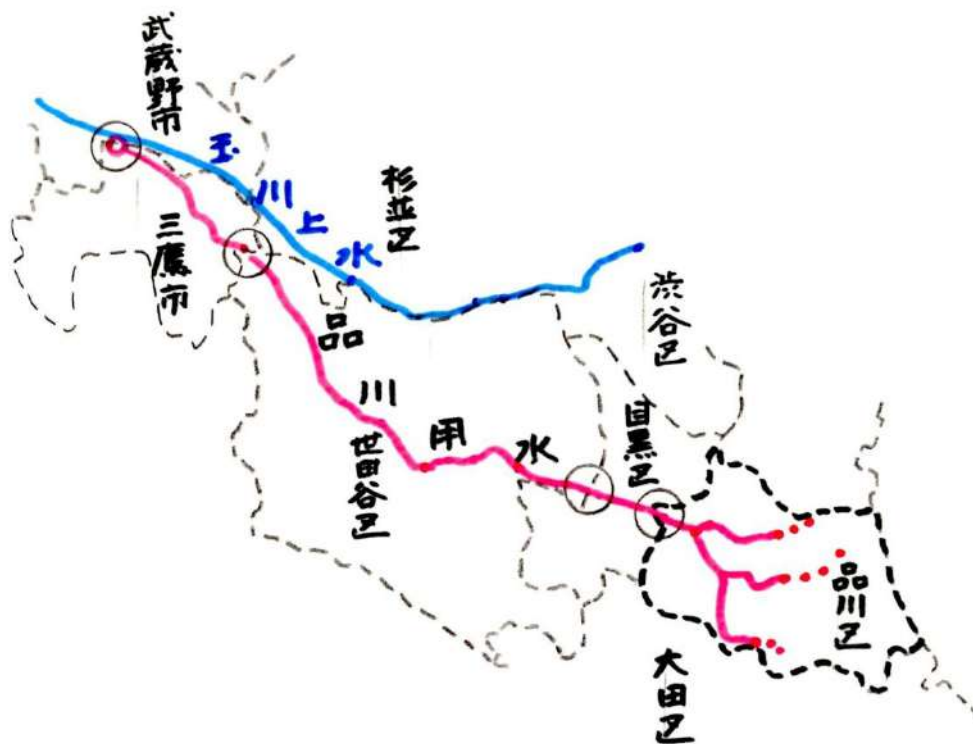 武蔵野市
玉川上水
杉並区
三鷹市
渋谷区
品川用水
世田谷区
目黒区
品川区
大田区